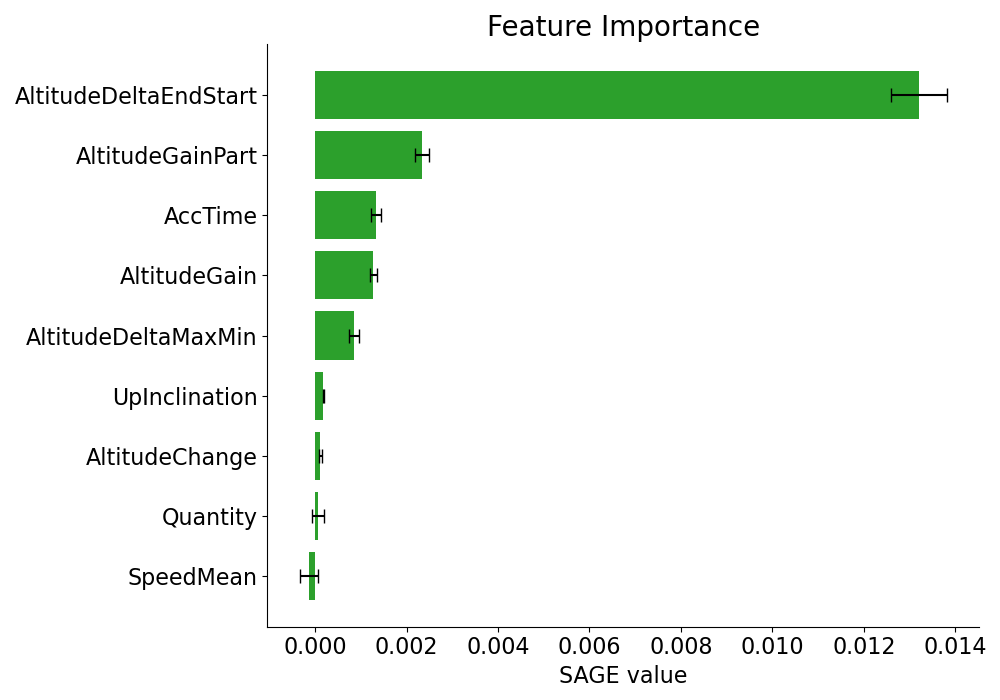 Feature Importance
AltitudeDeltaEndStart
AltitudeGainPart
AccTime
AltitudeGain
AltitudeDeltaMaxMin
UpInclination
AltitudeChange
Quantity
SpeedMean
0.000 0.002 0.004 0.006 0.008 0.010 0.012 0.014
SAGE value